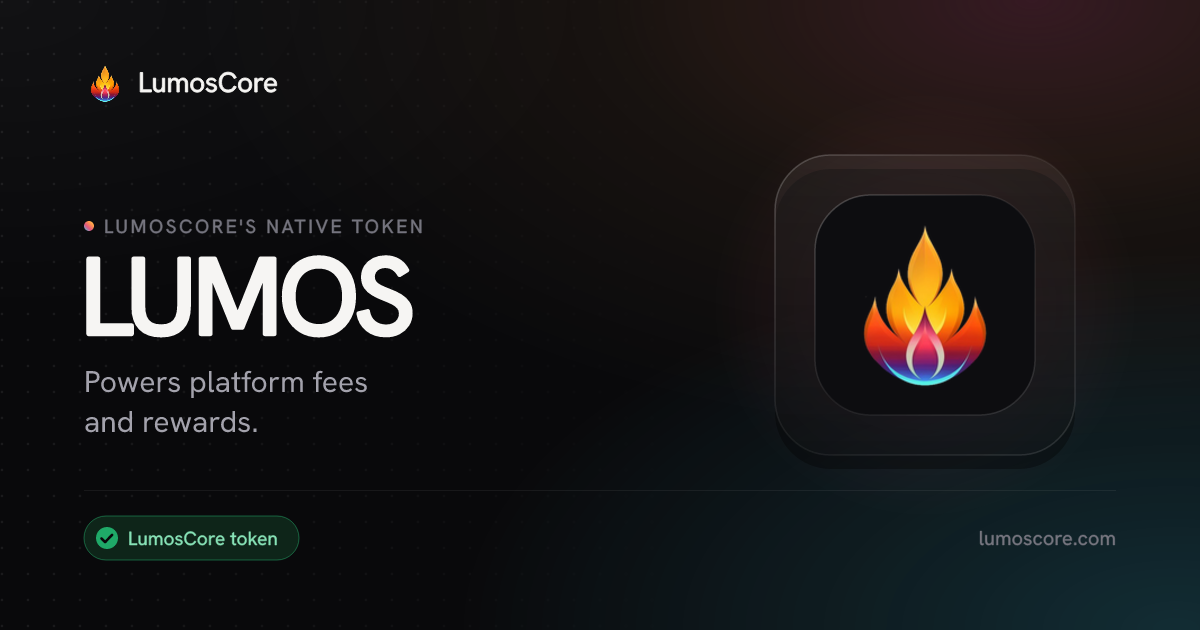 LumosCore
LUMOSCORE'S NATIVE TOKEN
LUMOS
Powers platform fees
and rewards.
LumosCore token
lumoscore.com